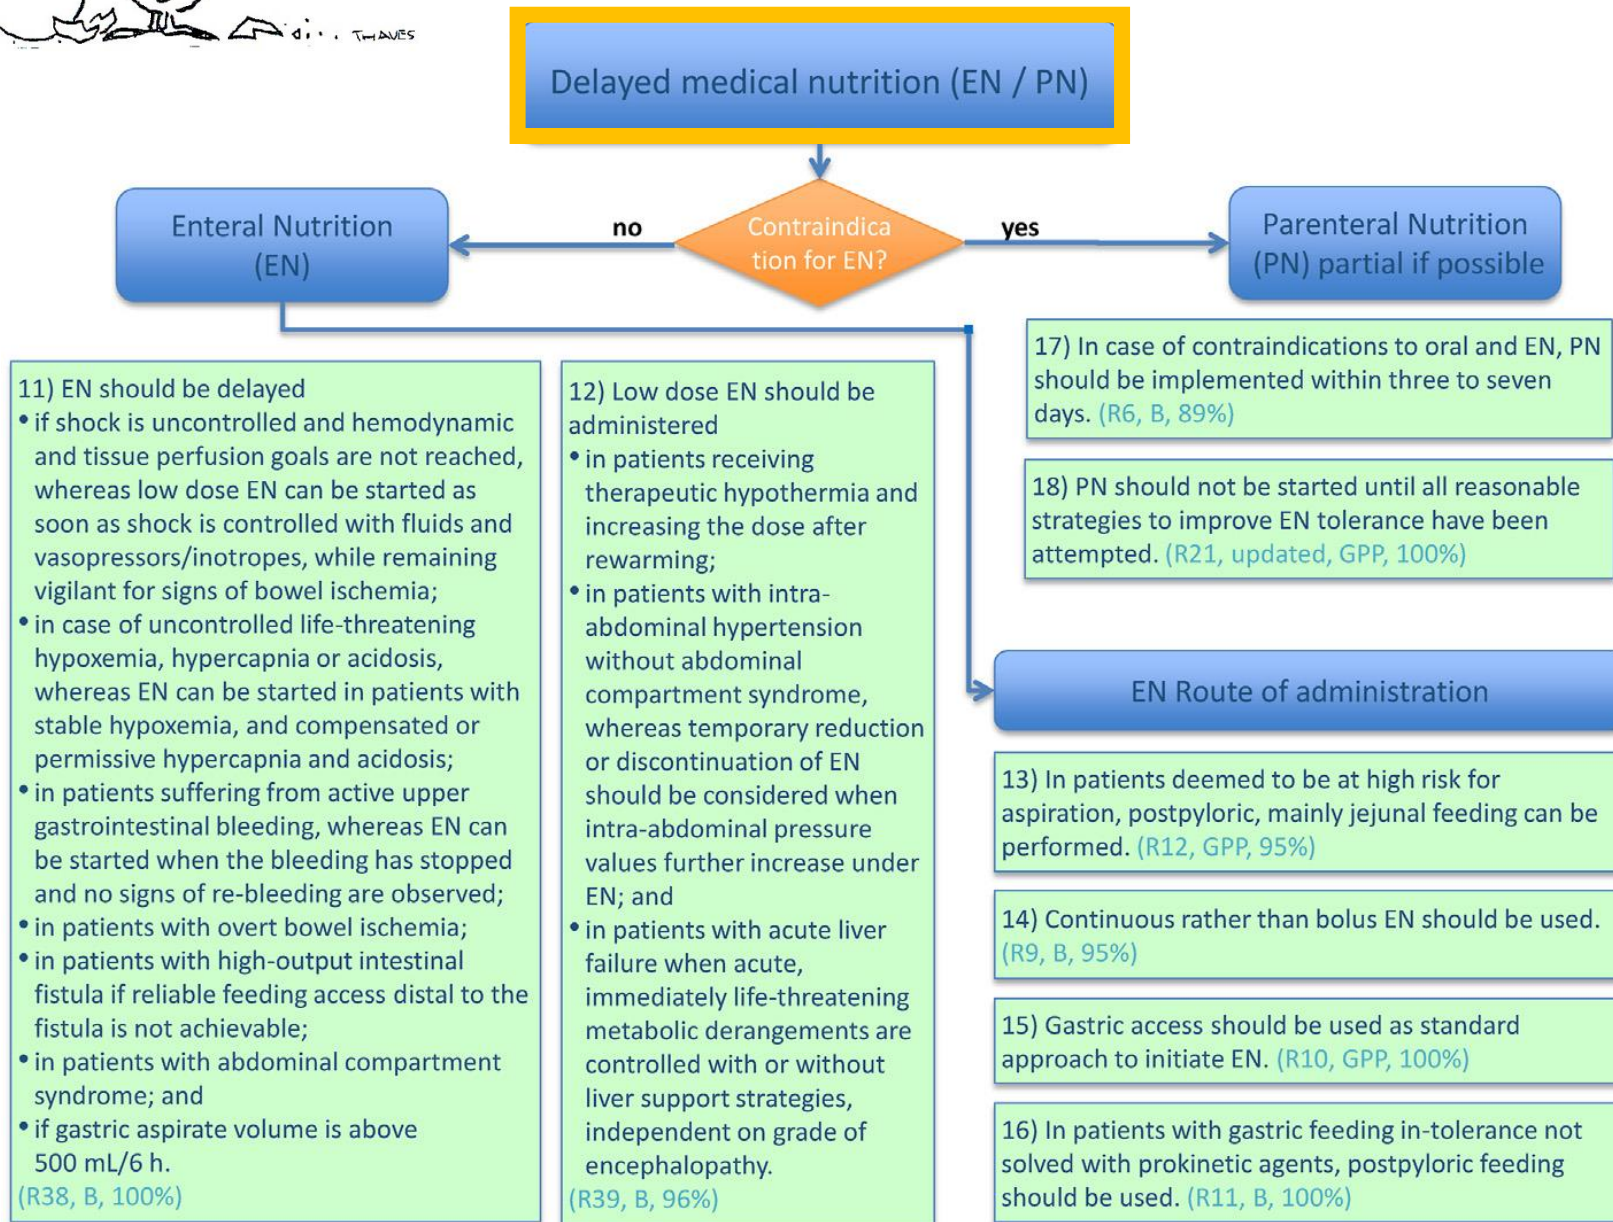 THAVES
Delayed medical nutrition (EN / PN)
Enteral Nutrition
(EN)
no
Contraindica
tion for EN?
yes
Parenteral Nutrition
(PN) partial if possible
11) EN should be delayed
• if shock is uncontrolled and hemodynamic
and tissue perfusion goals are not reached,
whereas low dose EN can be started as
soon as shock is controlled with fluids and
vasopressors/inotropes, while remaining
vigilant for signs of bowel ischemia;
• in case of uncontrolled life-threatening
hypoxemia, hypercapnia or acidosis,
whereas EN can be started in patients with
stable hypoxemia, and compensated or
permissive hypercapnia and acidosis;
• in patients suffering from active upper
gastrointestinal bleeding, whereas EN can
be started when the bleeding has stopped
and no signs of re-bleeding are observed;
• in patients with overt bowel ischemia;
• in patients with high-output intestinal
fistula if reliable feeding access distal to the
fistula is not achievable;
• in patients with abdominal compartment
syndrome; and
• if gastric aspirate volume is above
500 mL/6 h.
(R38, B, 100%)
12) Low dose EN should be
administered
• in patients receiving
therapeutic hypothermia and
increasing the dose after
rewarming;
• in patients with intra-
abdominal hypertension
without abdominal
compartment syndrome,
whereas temporary reduction
or discontinuation of EN
should be considered when
intra-abdominal pressure
values further increase under
EN; and
• in patients with acute liver
failure when acute,
immediately life-threatening
metabolic derangements are
controlled with or without
liver support strategies,
independent on grade of
encephalopathy.
(R39, B, 96%)
17) In case of contraindications to oral and EN, PN
should be implemented within three to seven
days. (R6, B, 89%)
18) PN should not be started until all reasonable
strategies to improve EN tolerance have been
attempted. (R21, updated, GPP, 100%)
EN Route of administration
13) In patients deemed to be at high risk for
aspiration, postpyloric, mainly jejunal feeding can be
performed. (R12, GPP, 95%)
14) Continuous rather than bolus EN should be used.
(R9, B, 95%)
15) Gastric access should be used as standard
approach to initiate EN. (R10, GPP, 100%)
16) In patients with gastric feeding in-tolerance not
solved with prokinetic agents, postpyloric feeding
should be used. (R11, B, 100%)